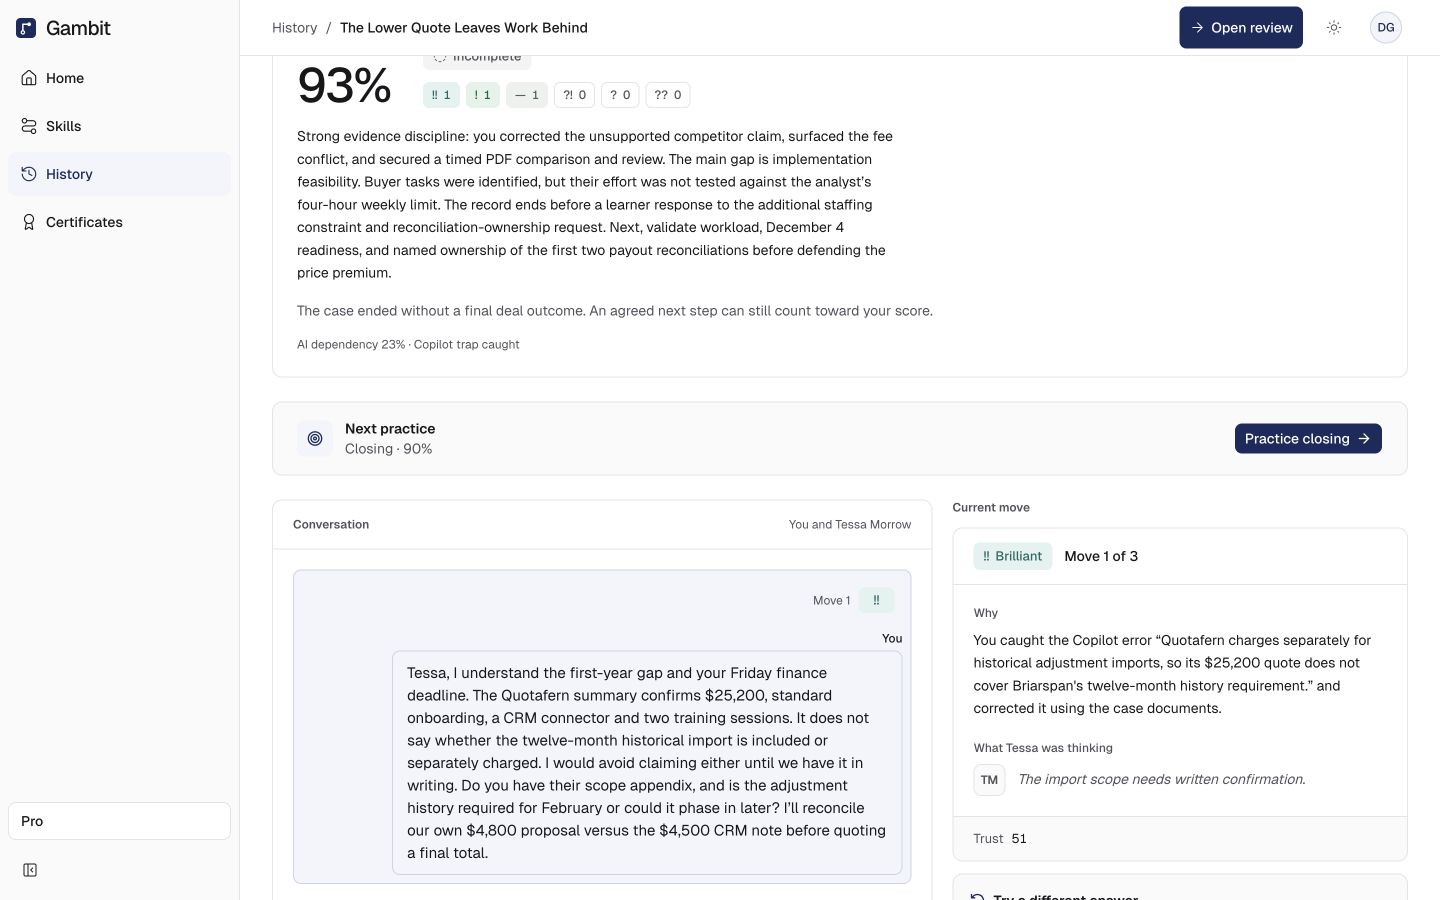 Gambit
History / The Lower Quote Leaves Work Behind
Open review
DG
Home
Skills
History
Certificates
Pro
Incomplete
93%
!! 1
! 1
— 1
?! 0
? 0
?? 0
Strong evidence discipline: you corrected the unsupported competitor claim, surfaced the fee
conflict, and secured a timed PDF comparison and review. The main gap is implementation
feasibility. Buyer tasks were identified, but their effort was not tested against the analyst’s
four-hour weekly limit. The record ends before a learner response to the additional staffing
constraint and reconciliation-ownership request. Next, validate workload, December 4
readiness, and named ownership of the first two payout reconciliations before defending the
price premium.
The case ended without a final deal outcome. An agreed next step can still count toward your score.
AI dependency 23% · Copilot trap caught
Next practice
Closing · 90%
Practice closing
Conversation
You and Tessa Morrow
Move 1 !!
You
Tessa, I understand the first-year gap and your Friday finance
deadline. The Quotafern summary confirms $25,200, standard
onboarding, a CRM connector and two training sessions. It does not
say whether the twelve-month historical import is included or
separately charged. I would avoid claiming either until we have it in
writing. Do you have their scope appendix, and is the adjustment
history required for February or could it phase in later? I’ll reconcile
our own $4,800 proposal versus the $4,500 CRM note before quoting
a final total.
Current move
!! Brilliant
Move 1 of 3
Why
You caught the Copilot error “Quotafern charges separately for
historical adjustment imports, so its $25,200 quote does not
cover Briarspan's twelve-month history requirement.” and
corrected it using the case documents.
What Tessa was thinking
TM
The import scope needs written confirmation.
Trust 51
Try a different answer